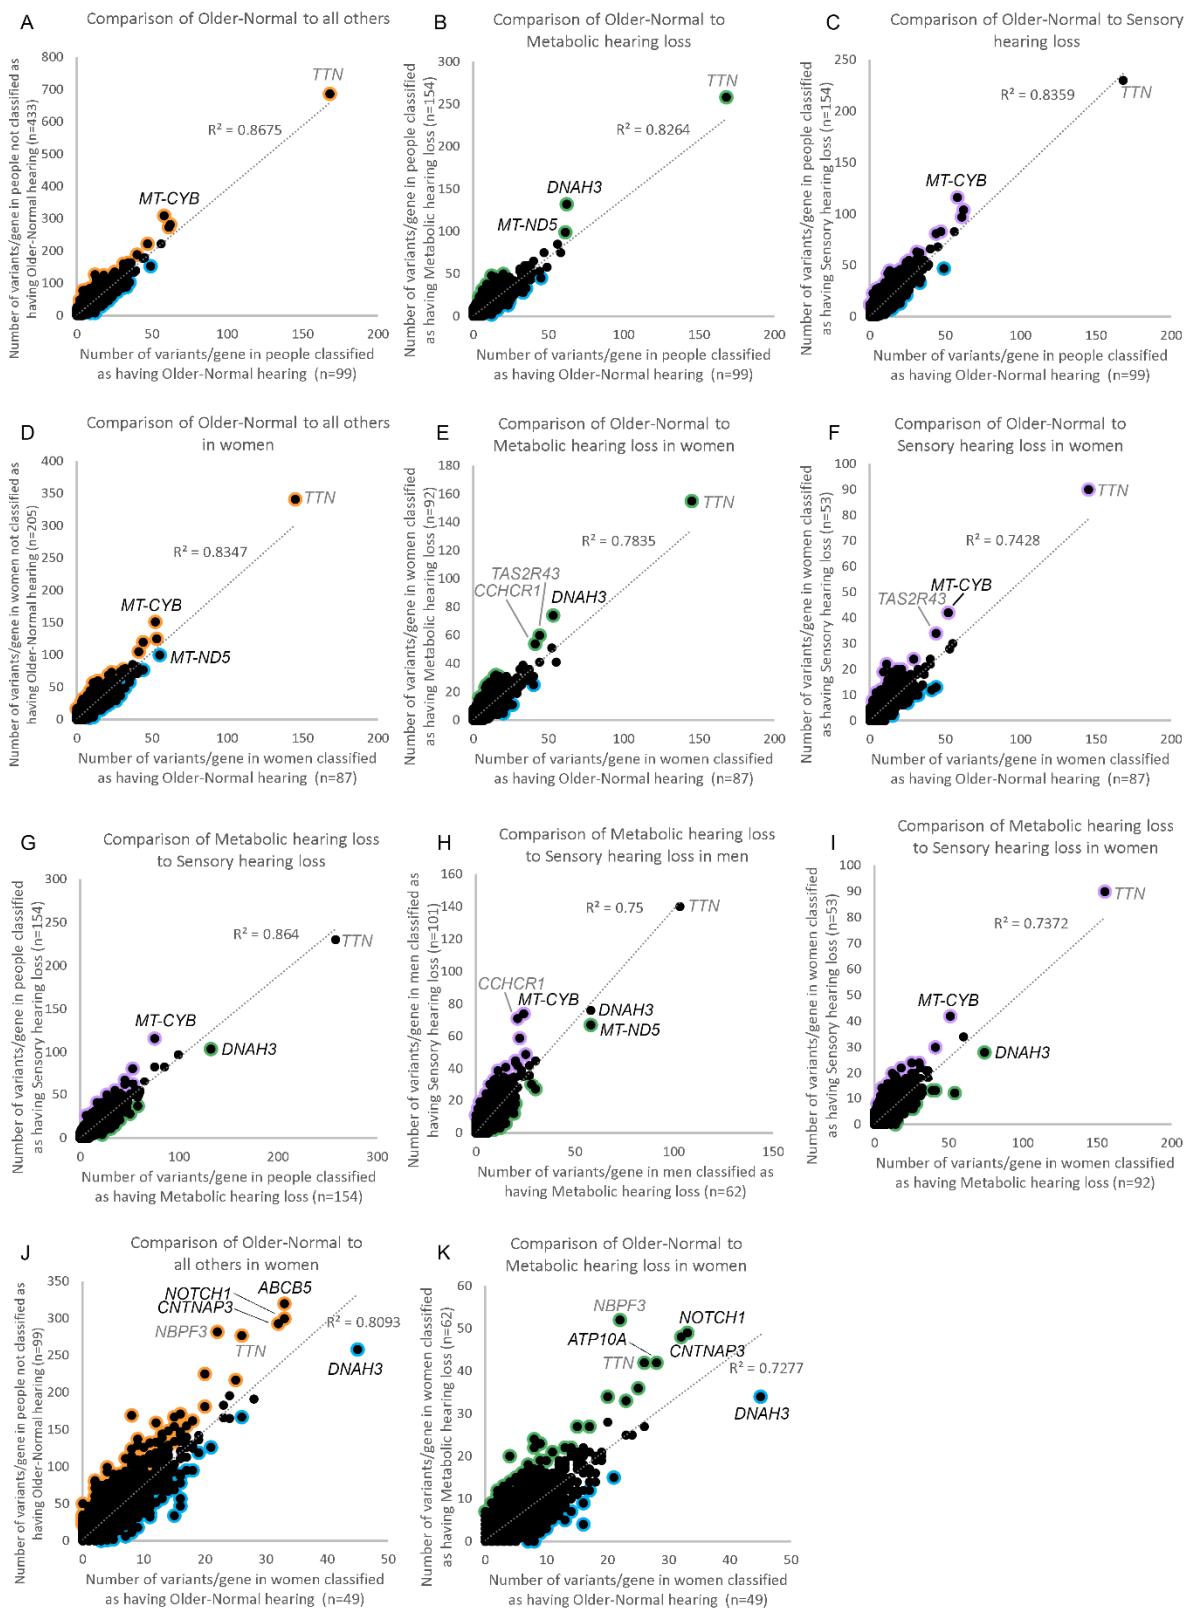 A
Comparison of Older-Normal to all others
Number of variants/gene in people not classified as
having Older-Normal hearing (n=433)
800
700
600
500
400
300
200
100
0
TTN
R² = 0.8675
MT-CYB
0 50 100 150 200
Number of variants/gene in people classified
as having Older-Normal hearing (n=99)
B
Comparison of Older-Normal to
Metabolic hearing loss
Number of variants/gene in people classified
as having Metabolic hearing loss (n=154)
300
250
200
150
100
50
0
TTN
R² = 0.8264
DNAH3
MT-ND5
0 50 100 150 200
Number of variants/gene in people classified
as having Older-Normal hearing (n=99)
C
Comparison of Older-Normal to Sensory
hearing loss
Number of variants/gene in people classified
as having Sensory hearing loss (n=154)
250
200
150
100
50
0
TTN
R² = 0.8359
MT-CYB
0 50 100 150 200
Number of variants/gene in people classified
as having Older-Normal hearing (n=99)
D
Comparison of Older-Normal to all others
in women
Number of variants/gene in women not classified as
having Older-Normal hearing (n=205)
400
350
300
250
200
150
100
50
0
TTN
R² = 0.8347
MT-CYB
MT-ND5
0 50 100 150 200
Number of variants/gene in women classified
as having Older-Normal hearing (n=87)
E
Comparison of Older-Normal to
Metabolic hearing loss in women
Number of variants/gene in women classified
as having Metabolic hearing loss (n=92)
180
160
140
120
100
80
60
40
20
0
TTN
R² = 0.7835
TAS2R43
CCHCR1
DNAH3
0 50 100 150 200
Number of variants/gene in women classified
as having Older-Normal hearing (n=87)
F
Comparison of Older-Normal to
Sensory hearing loss in women
Number of variants/gene in women classified
as having Sensory hearing loss (n=53)
100
90
80
70
60
50
40
30
20
10
0
TTN
R² = 0.7428
MT-CYB
TAS2R43
0 50 100 150 200
Number of variants/gene in women classified
as having Older-Normal hearing (n=87)
G
Comparison of Metabolic hearing loss
to Sensory hearing loss
Number of variants/gene in people classified
as having Sensory hearing loss (n=154)
300
250
200
150
100
50
0
R² = 0.864
TTN
MT-CYB
DNAH3
0 100 200 300
Number of variants/gene in people classified
as having Metabolic hearing loss (n=154)
H
Comparison of Metabolic hearing loss
to Sensory hearing loss in men
Number of variants/gene in men classified as
having Sensory hearing loss (n=101)
160
140
120
100
80
60
40
20
0
R² = 0.75
TTN
CCHCR1
MT-CYB
DNAH3
MT-ND5
0 50 100 150
Number of variants/gene in men classified as
having Metabolic hearing loss (n=62)
I
Comparison of Metabolic hearing loss
to Sensory hearing loss in women
Number of variants/gene in women classified
as having Sensory hearing loss (n=53)
100
90
80
70
60
50
40
30
20
10
0
TTN
R² = 0.7372
MT-CYB
DNAH3
0 50 100 150 200
Number of variants/gene in women classified
as having Metabolic hearing loss (n=92)
J
Comparison of Older-Normal to
all others in women
Number of variants/gene in people not classified as
having Older-Normal hearing (n=99)
350
300
250
200
150
100
50
0
ABCB5
NOTCH1
CNTNAP3
NBPF3
R² = 0.8093
TTN
DNAH3
0 10 20 30 40 50
Number of variants/gene in women classified
as having Older-Normal hearing (n=49)
K
Comparison of Older-Normal to
Metabolic hearing loss in women
Number of variants/gene in women classified
as having Metabolic hearing loss (n=62)
60
50
40
30
20
10
0
NBPF3
NOTCH1
ATP10A
CNTNAP3
TTN
R² = 0.7277
DNAH3
0 10 20 30 40 50
Number of variants/gene in women classified
as having Older-Normal hearing (n=49)